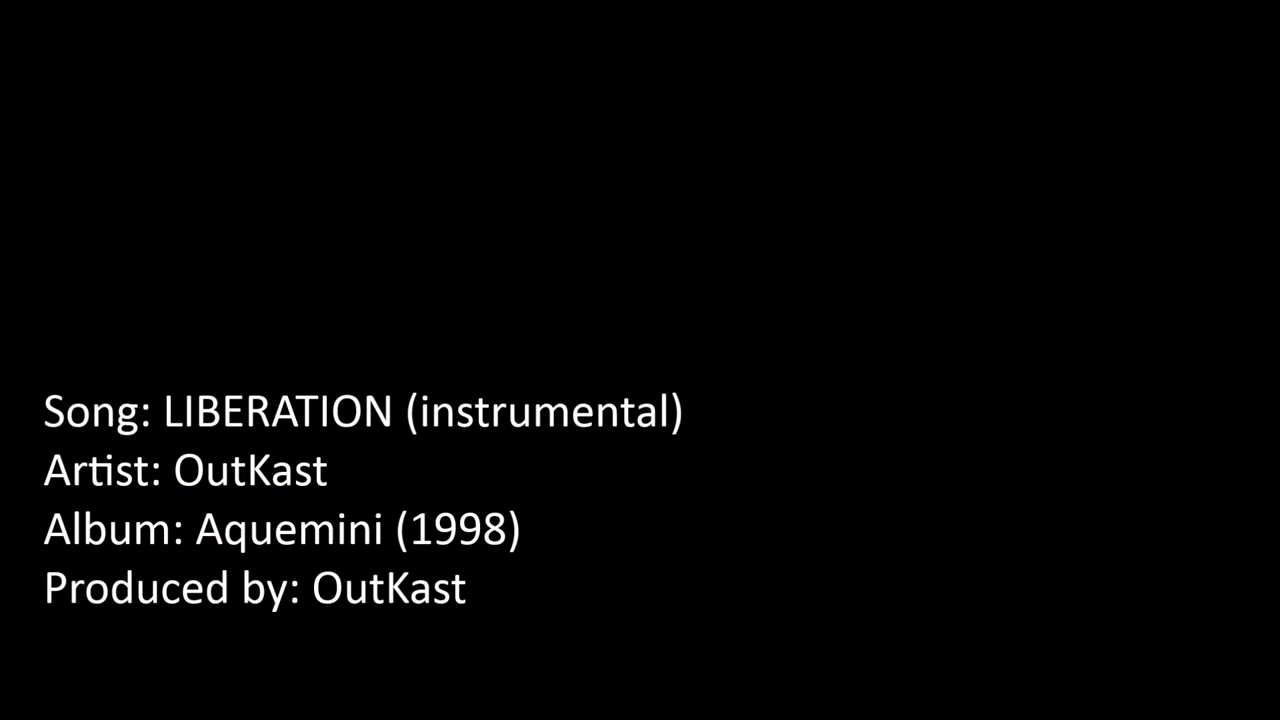 Song: LIBERATION (instrumental)
Artist: OutKast
Album: Aquemini (1998)
Produced by: OutKast